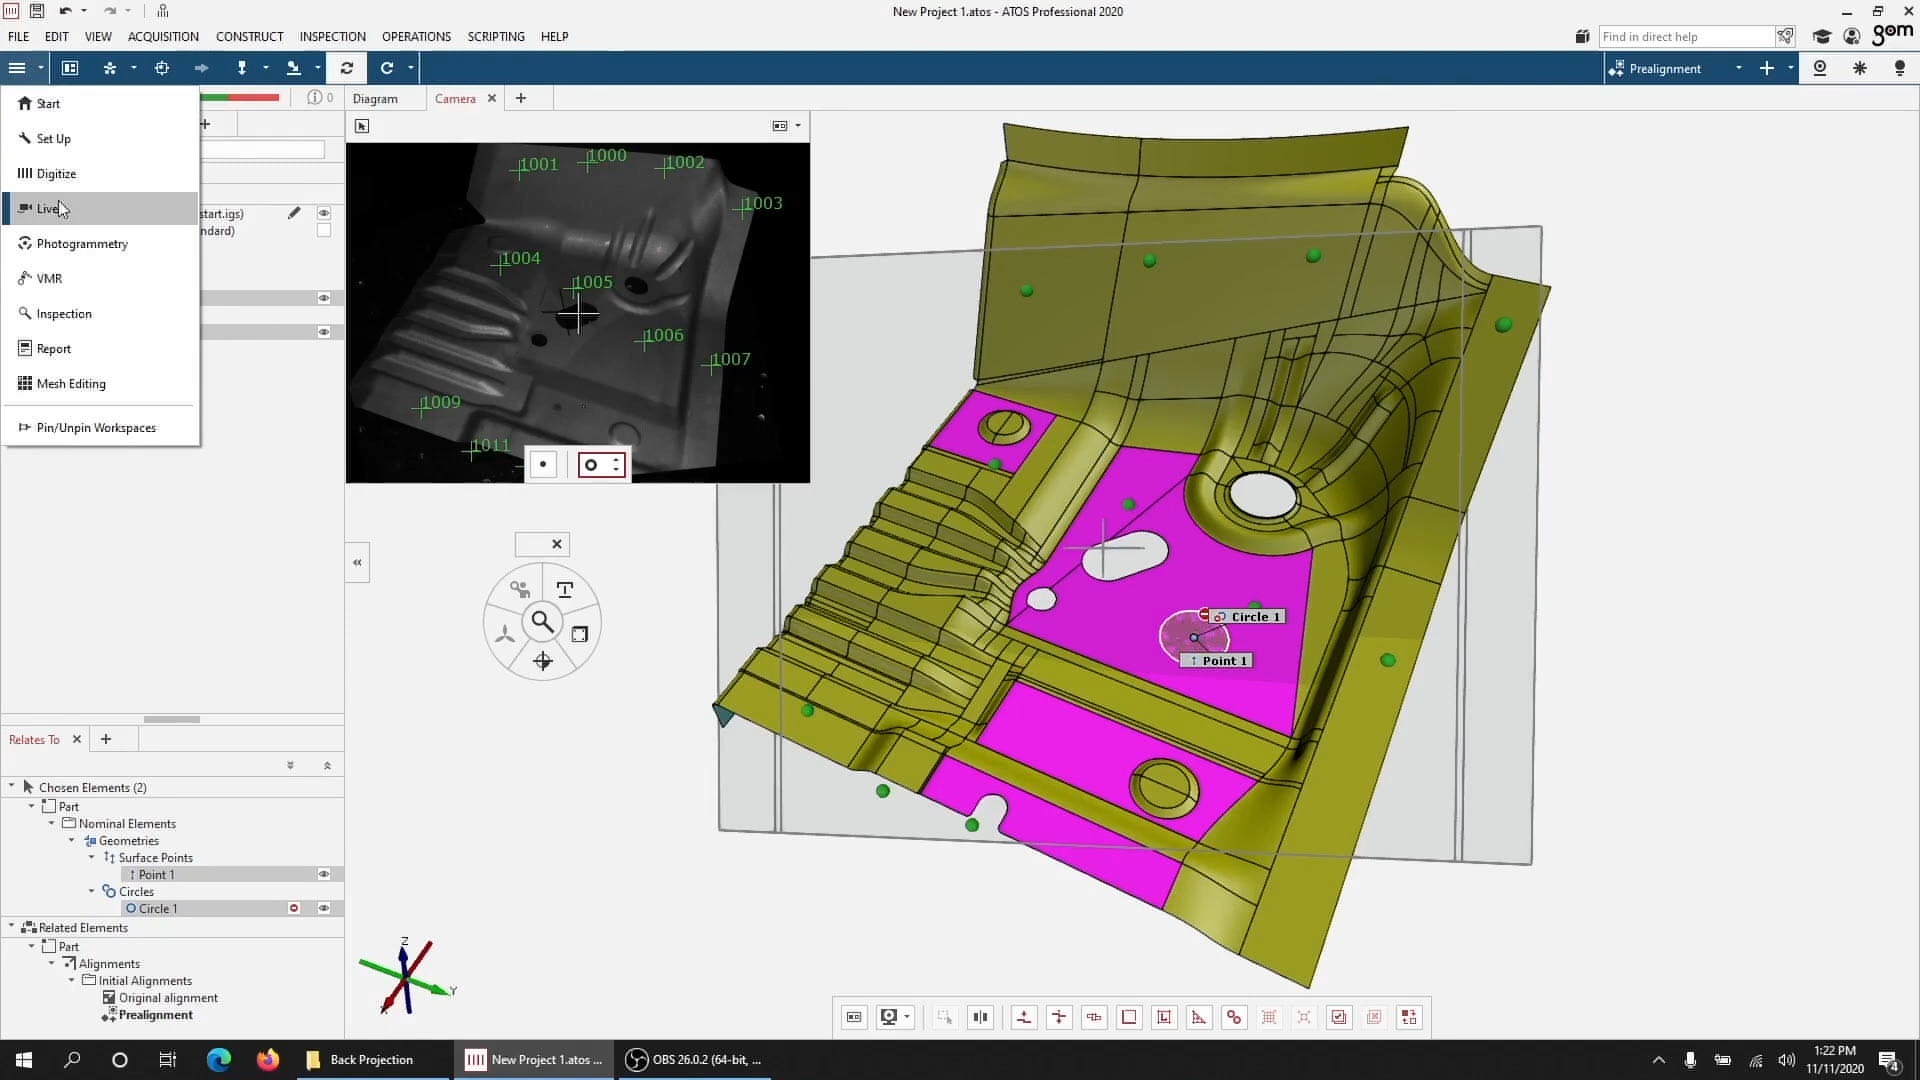 New Project 1.atos - ATOS Professional 2020
FILE EDIT VIEW ACQUISITION CONSTRUCT INSPECTION OPERATIONS SCRIPTING HELP
Find in direct help
gom
Prealignment
Start
Set Up
Digitize
Live
Photogrammetry
VMR
Inspection
Report
Mesh Editing
Pin/Unpin Workspaces
0
start.igs)
ndard)
Diagram
Camera
1001
1000
1002
1003
1004
1005
1006
1007
1009
1011
Circle 1
Point 1
Relates To
Chosen Elements (2)
Part
Nominal Elements
Geometries
Surface Points
Point 1
Circles
Circle 1
Related Elements
Part
Alignments
Initial Alignments
Original alignment
Prealignment
Z
Y
Back Projection
New Project 1.atos ...
OBS 26.0.2 (64-bit, ...
1:22 PM
11/11/2020
4